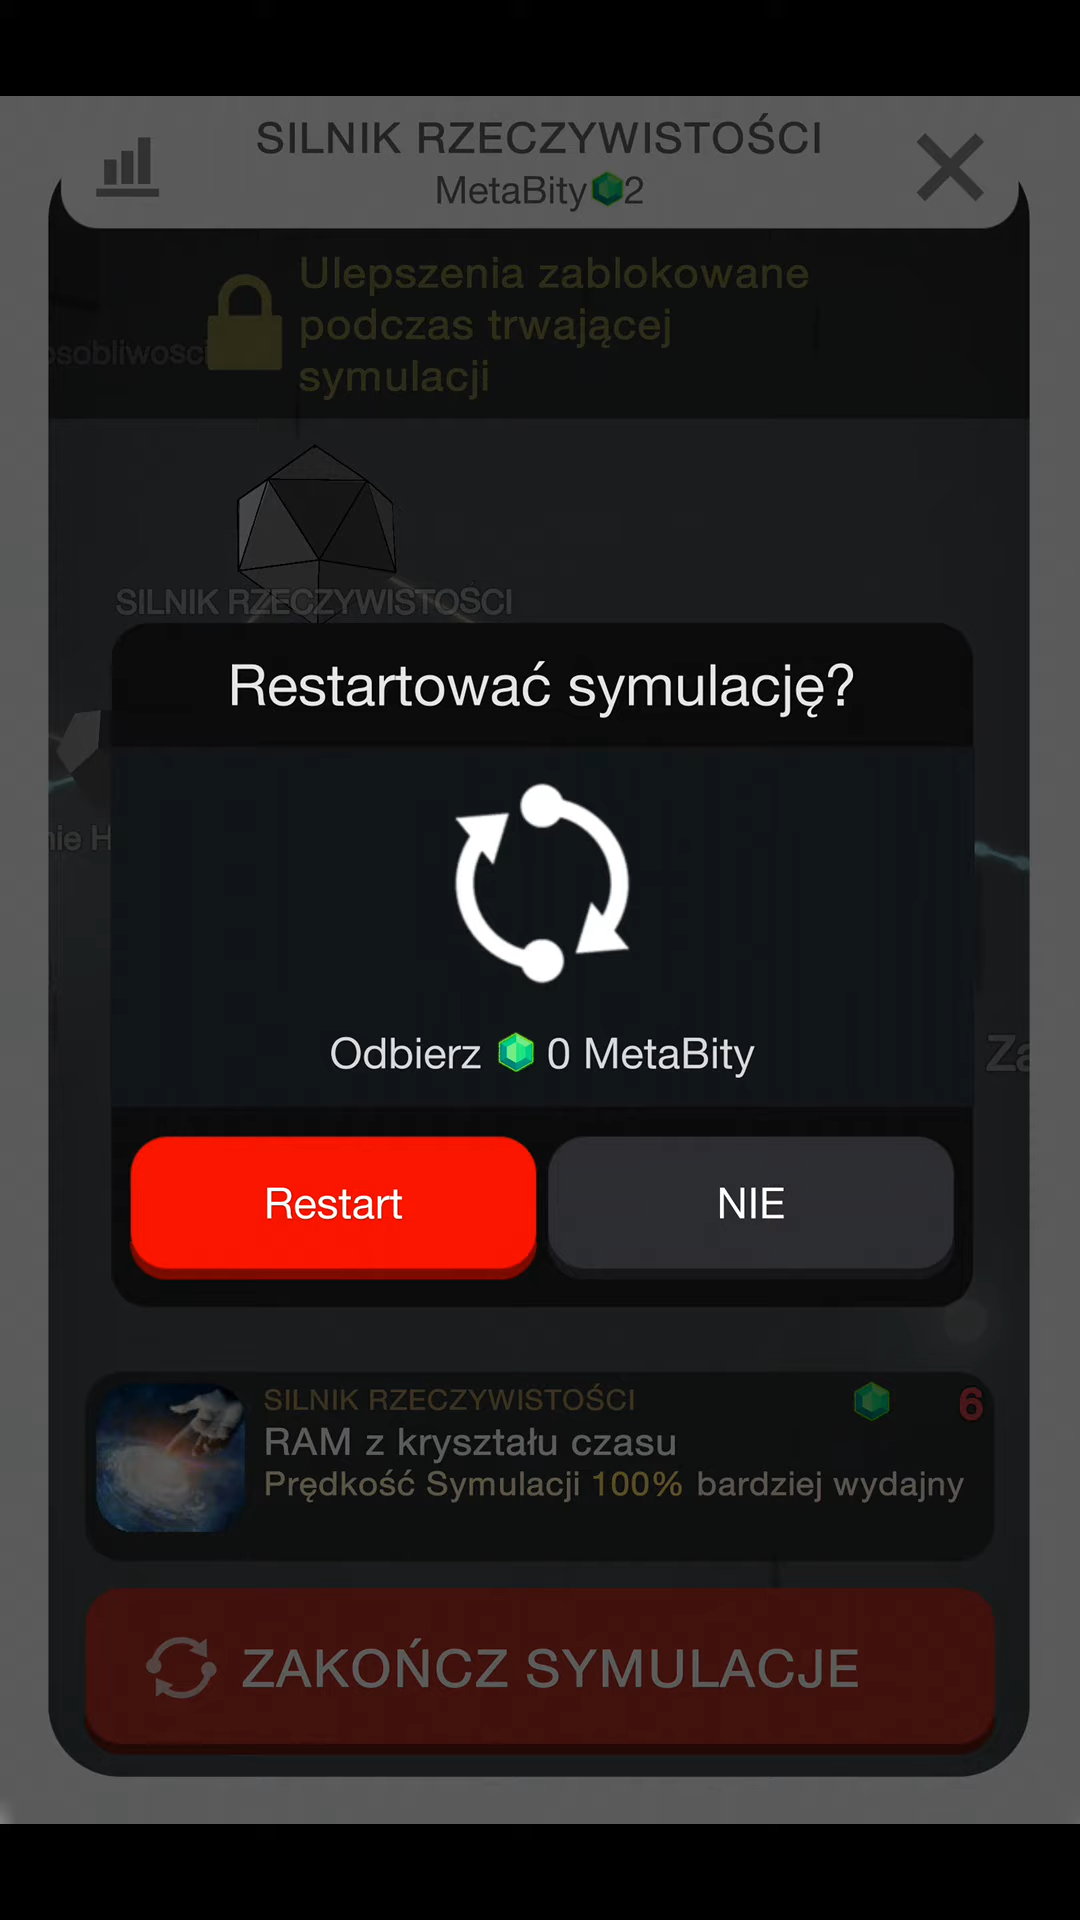 SILNIK RZECZYWISTOŚCI
MetaBity 2
Ulepszenia zablokowane
podczas trwającej
symulacji
SILNIK RZECZYWISTOŚCI
Restartować symulację?
Odbierz 0 MetaBity
Restart
NIE
SILNIK RZECZYWISTOŚCI
6
RAM z kryształu czasu
Prędkość Symulacji 100% bardziej wydajny
ZAKOŃCZ SYMULACJE